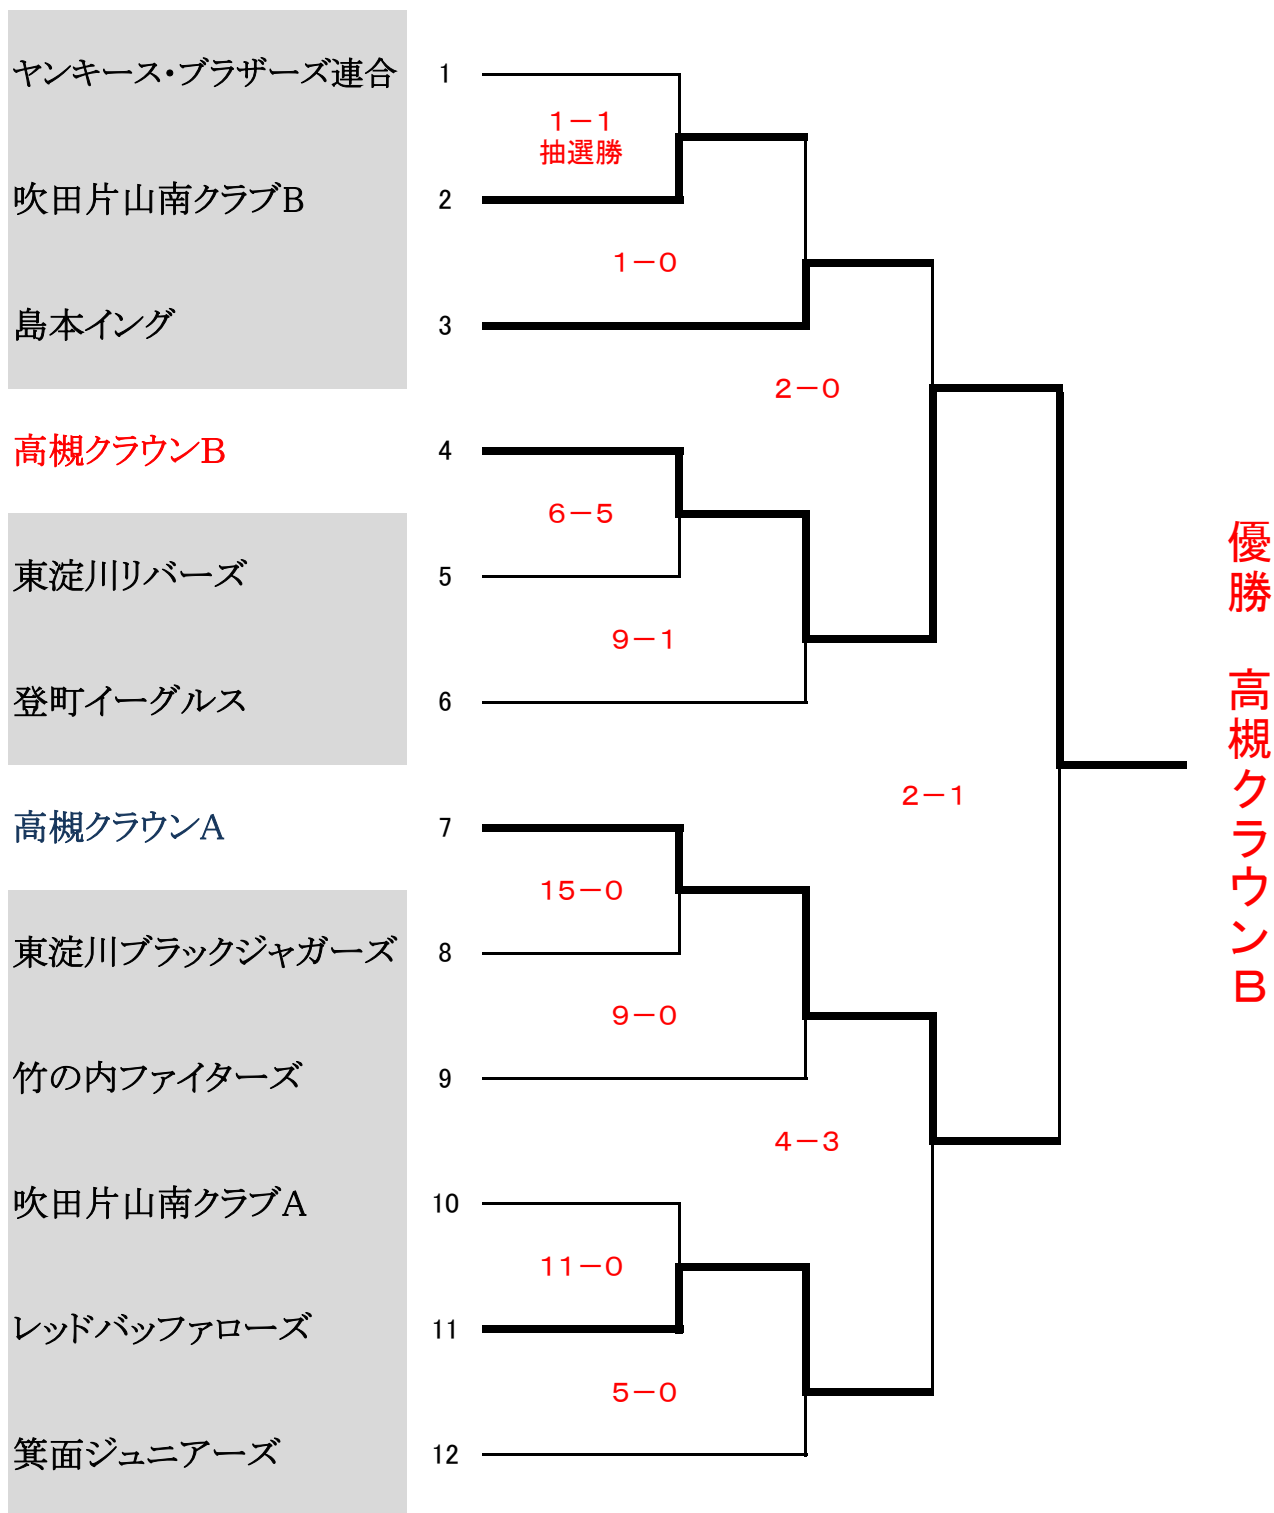 ヤンキース・ブラザーズ連合 1
1－1
抽選勝
吹田片山南クラブB 2
1－0
島本イング 3
2－0
高槻クラウンB 4
6－5
東淀川リバーズ 5
9－1
登町イーグルス 6
2－1
高槻クラウンA 7
15－0
東淀川ブラックジャガーズ 8
9－0
竹の内ファイターズ 9
4－3
吹田片山南クラブA 10
11－0
レッドバッファローズ 11
5－0
箕面ジュニアーズ 12
優勝 高槻クラウンB